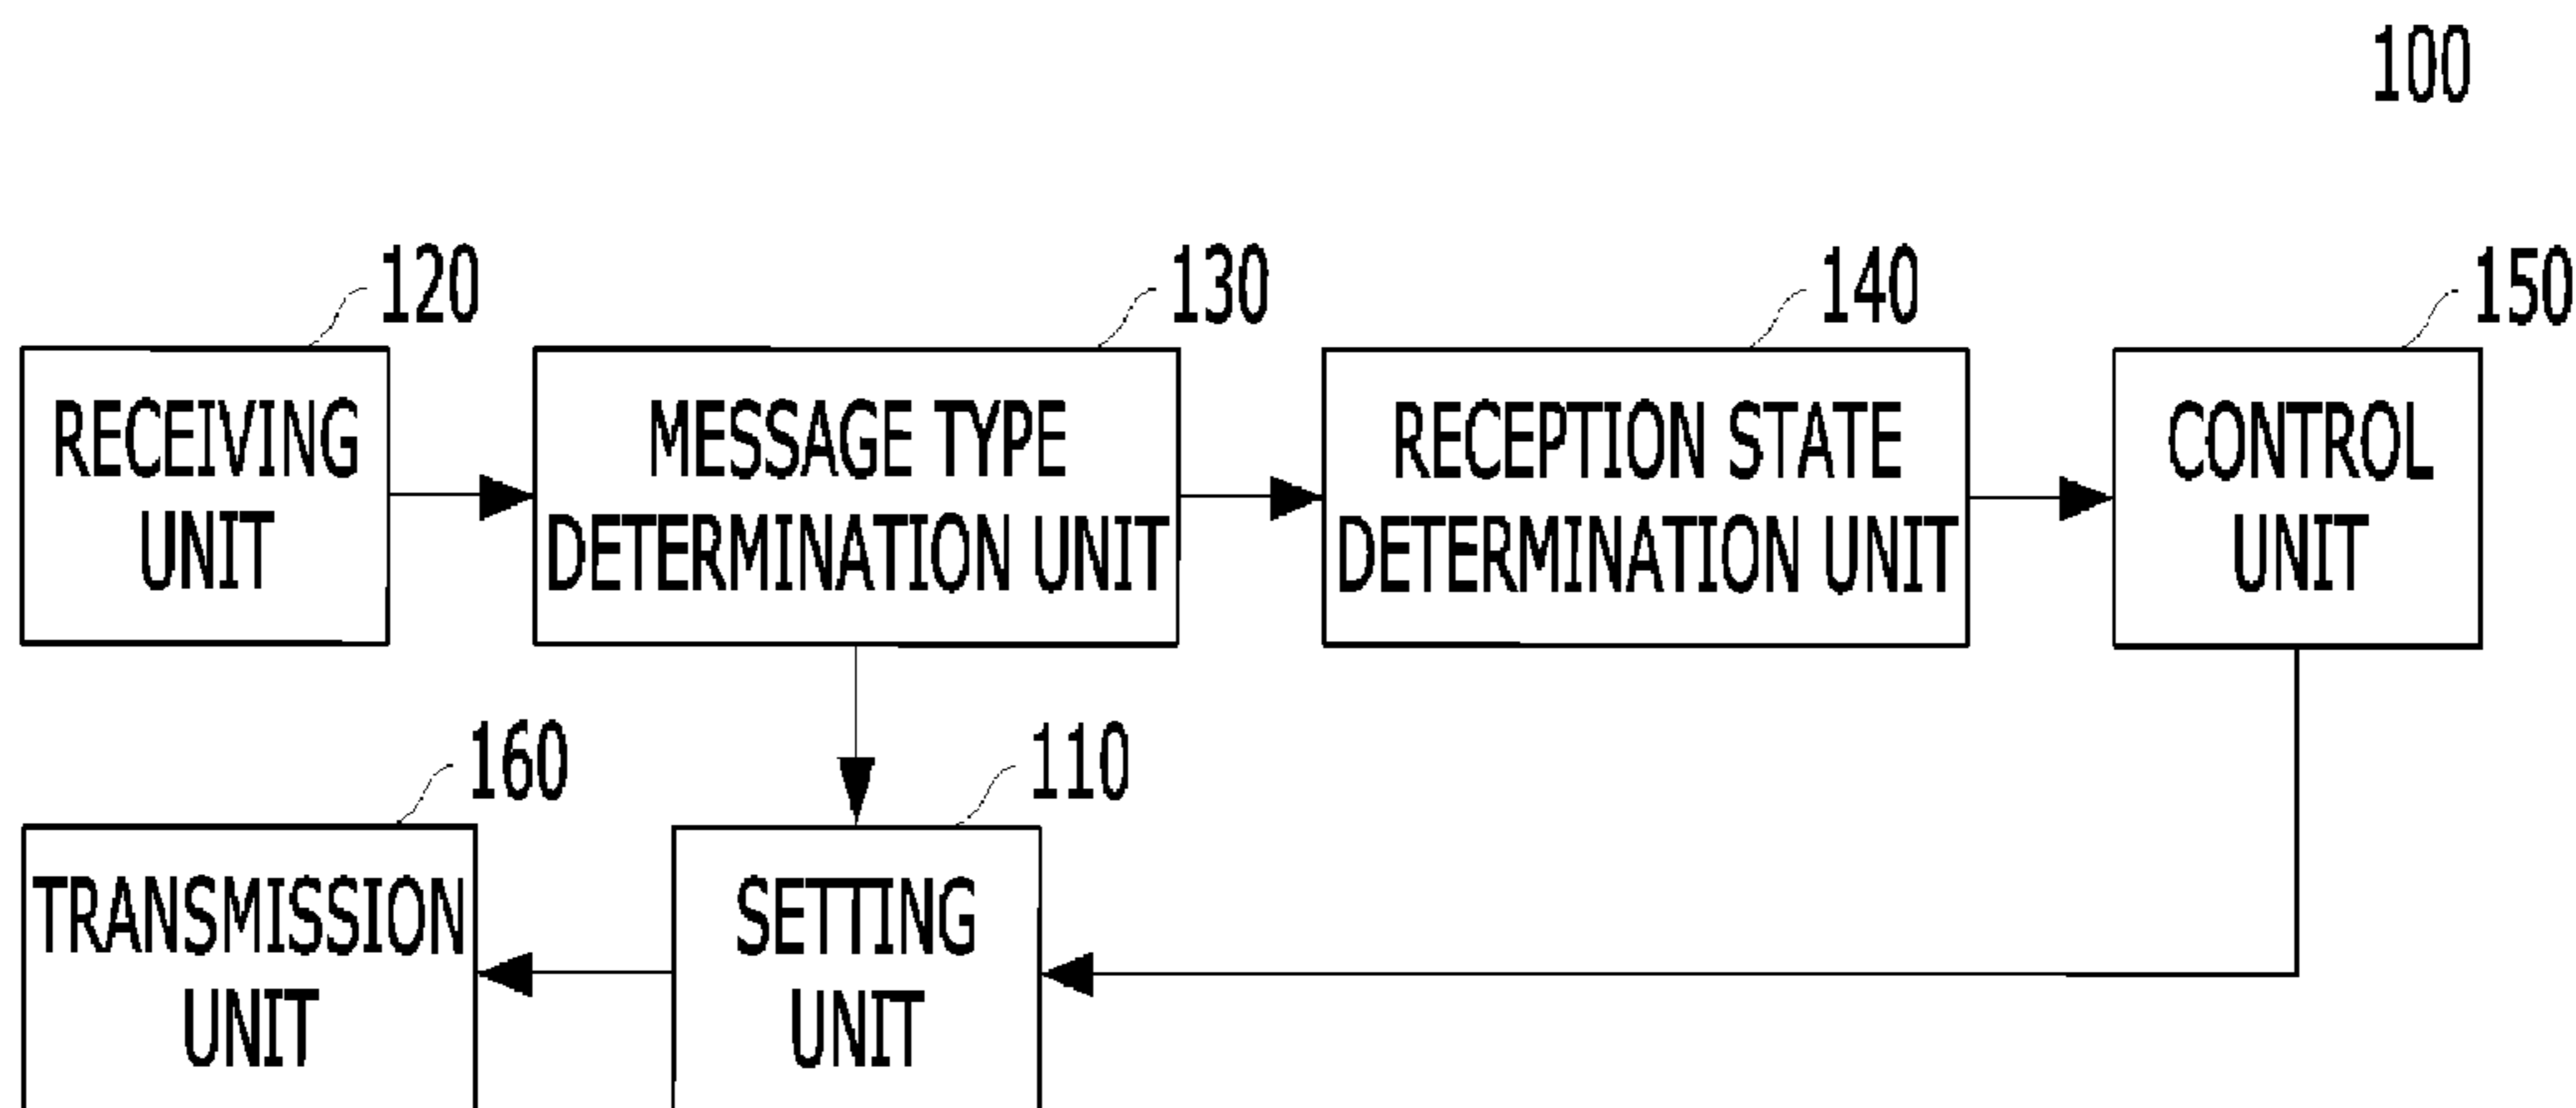 100
120
130
140
150
RECEIVING
UNIT
MESSAGE TYPE
DETERMINATION UNIT
RECEPTION STATE
DETERMINATION UNIT
CONTROL
UNIT
160
110
TRANSMISSION
UNIT
SETTING
UNIT